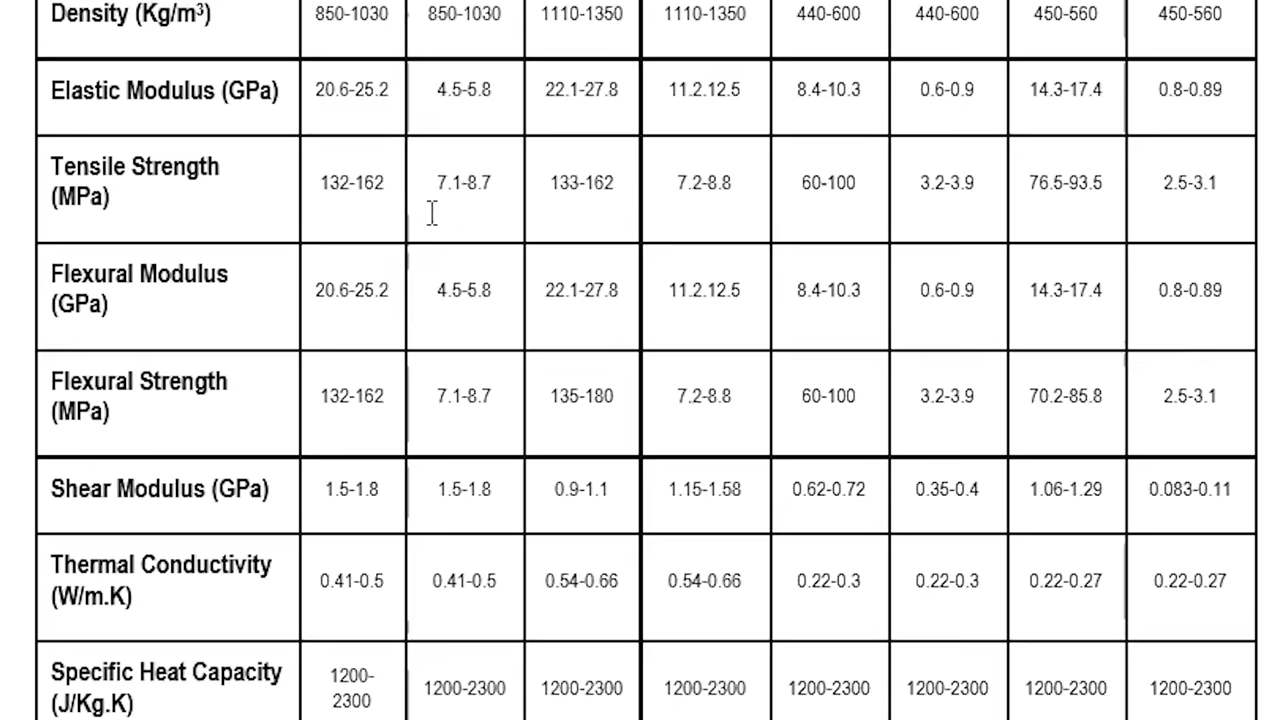 Density (Kg/m³) 850-1030 850-1030 1110-1350 1110-1350 440-600 440-600 450-560 450-560
Elastic Modulus (GPa) 20.6-25.2 4.5-5.8 22.1-27.8 11.2.12.5 8.4-10.3 0.6-0.9 14.3-17.4 0.8-0.89
Tensile Strength
(MPa) 132-162 7.1-8.7 133-162 7.2-8.8 60-100 3.2-3.9 76.5-93.5 2.5-3.1
Flexural Modulus
(GPa) 20.6-25.2 4.5-5.8 22.1-27.8 11.2.12.5 8.4-10.3 0.6-0.9 14.3-17.4 0.8-0.89
Flexural Strength
(MPa) 132-162 7.1-8.7 135-180 7.2-8.8 60-100 3.2-3.9 70.2-85.8 2.5-3.1
Shear Modulus (GPa) 1.5-1.8 1.5-1.8 0.9-1.1 1.15-1.58 0.62-0.72 0.35-0.4 1.06-1.29 0.083-0.11
Thermal Conductivity
(W/m.K) 0.41-0.5 0.41-0.5 0.54-0.66 0.54-0.66 0.22-0.3 0.22-0.3 0.22-0.27 0.22-0.27
Specific Heat Capacity
(J/Kg.K) 1200-
2300 1200-2300 1200-2300 1200-2300 1200-2300 1200-2300 1200-2300 1200-2300